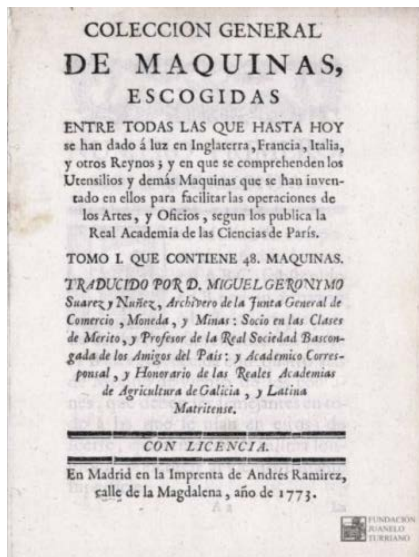 COLECCION GENERAL
DE MAQUINAS,
ESCOGIDAS
ENTRE TODAS LAS QUE HASTA HOY
se han dado á luz en Inglaterra, Francia, Italia,
y otros Reynos; y en que se comprehenden los
Utensilios y demás Maquinas que se han inven-
tado en ellos para facilitar las operaciones de
los Artes, y Oficios, segun los publica la
Real Academia de las Ciencias de París.
TOMO I. QUE CONTIENE 48. MAQUINAS.
TRADUCIDO POR D. MIGUEL GERONYMO
Suarez y Nuñez, Archivero de la Junta General de
Comercio, Moneda, y Minas: Socio en las Clases
de Merito, y Profesor de la Real Sociedad Bascon-
gada de los Amigos del Pais: y Academico Corres-
ponsal, y Honorario de las Reales Academias
de Agricultura de Galicia, y Latina
Matritense.
CON LICENCIA.
En Madrid en la Imprenta de Andrés Ramirez,
calle de la Magdalena, año de 1773.
FUNDACIÓN
JUANELO
TURRIANO